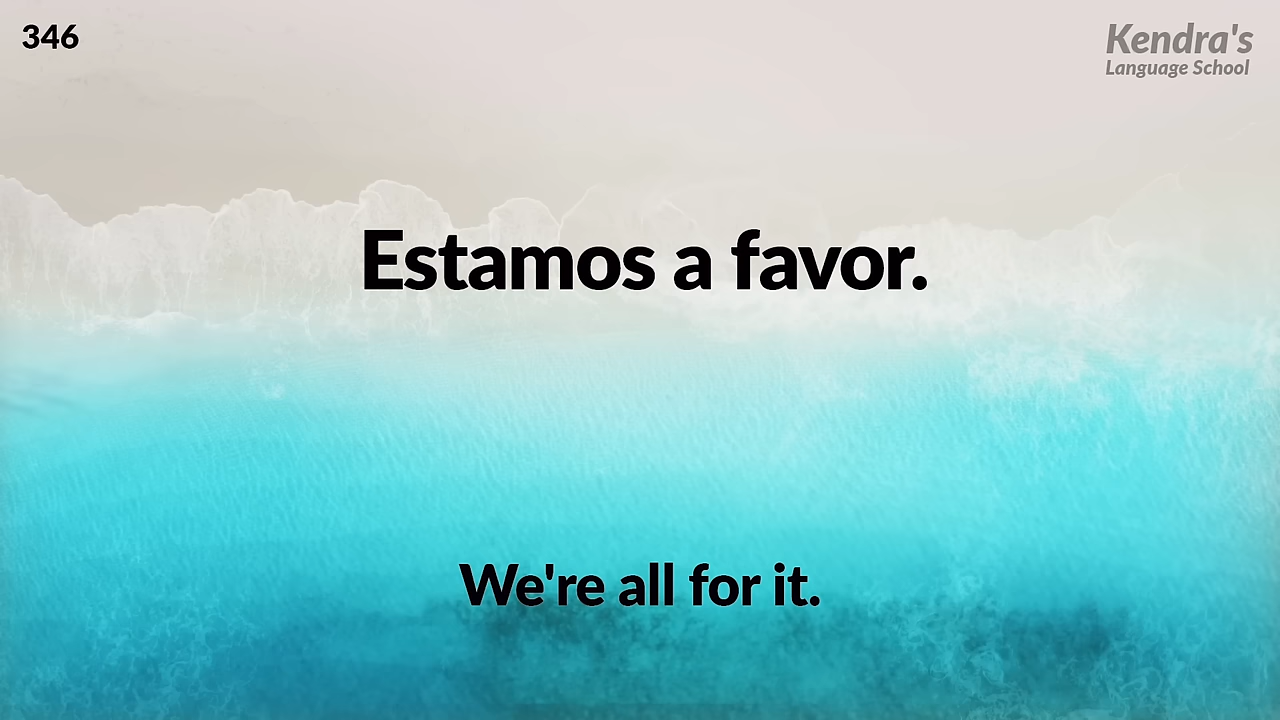 346
Kendra's
Language School
Estamos a favor.
We're all for it.